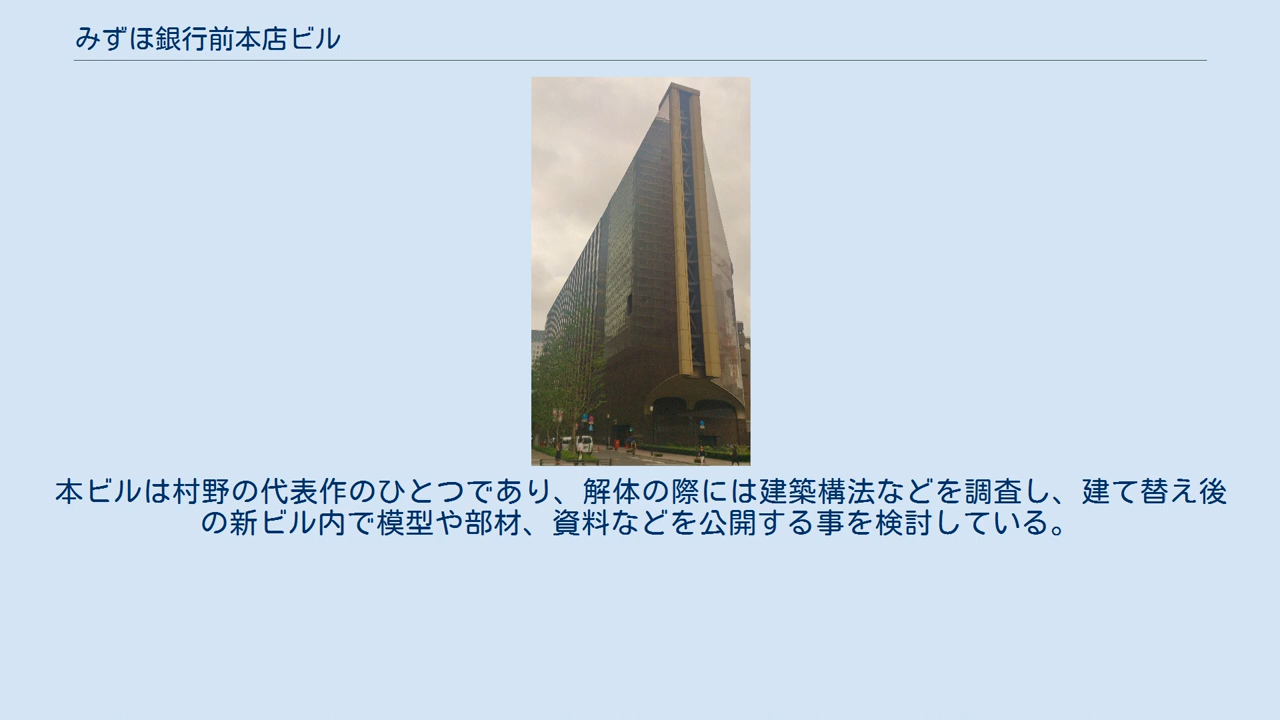 みずほ銀行前本店ビル
本ビルは村野の代表作のひとつであり、解体の際には建築構法などを調査し、建て替え後
の新ビル内で模型や部材、資料などを公開する事を検討している。